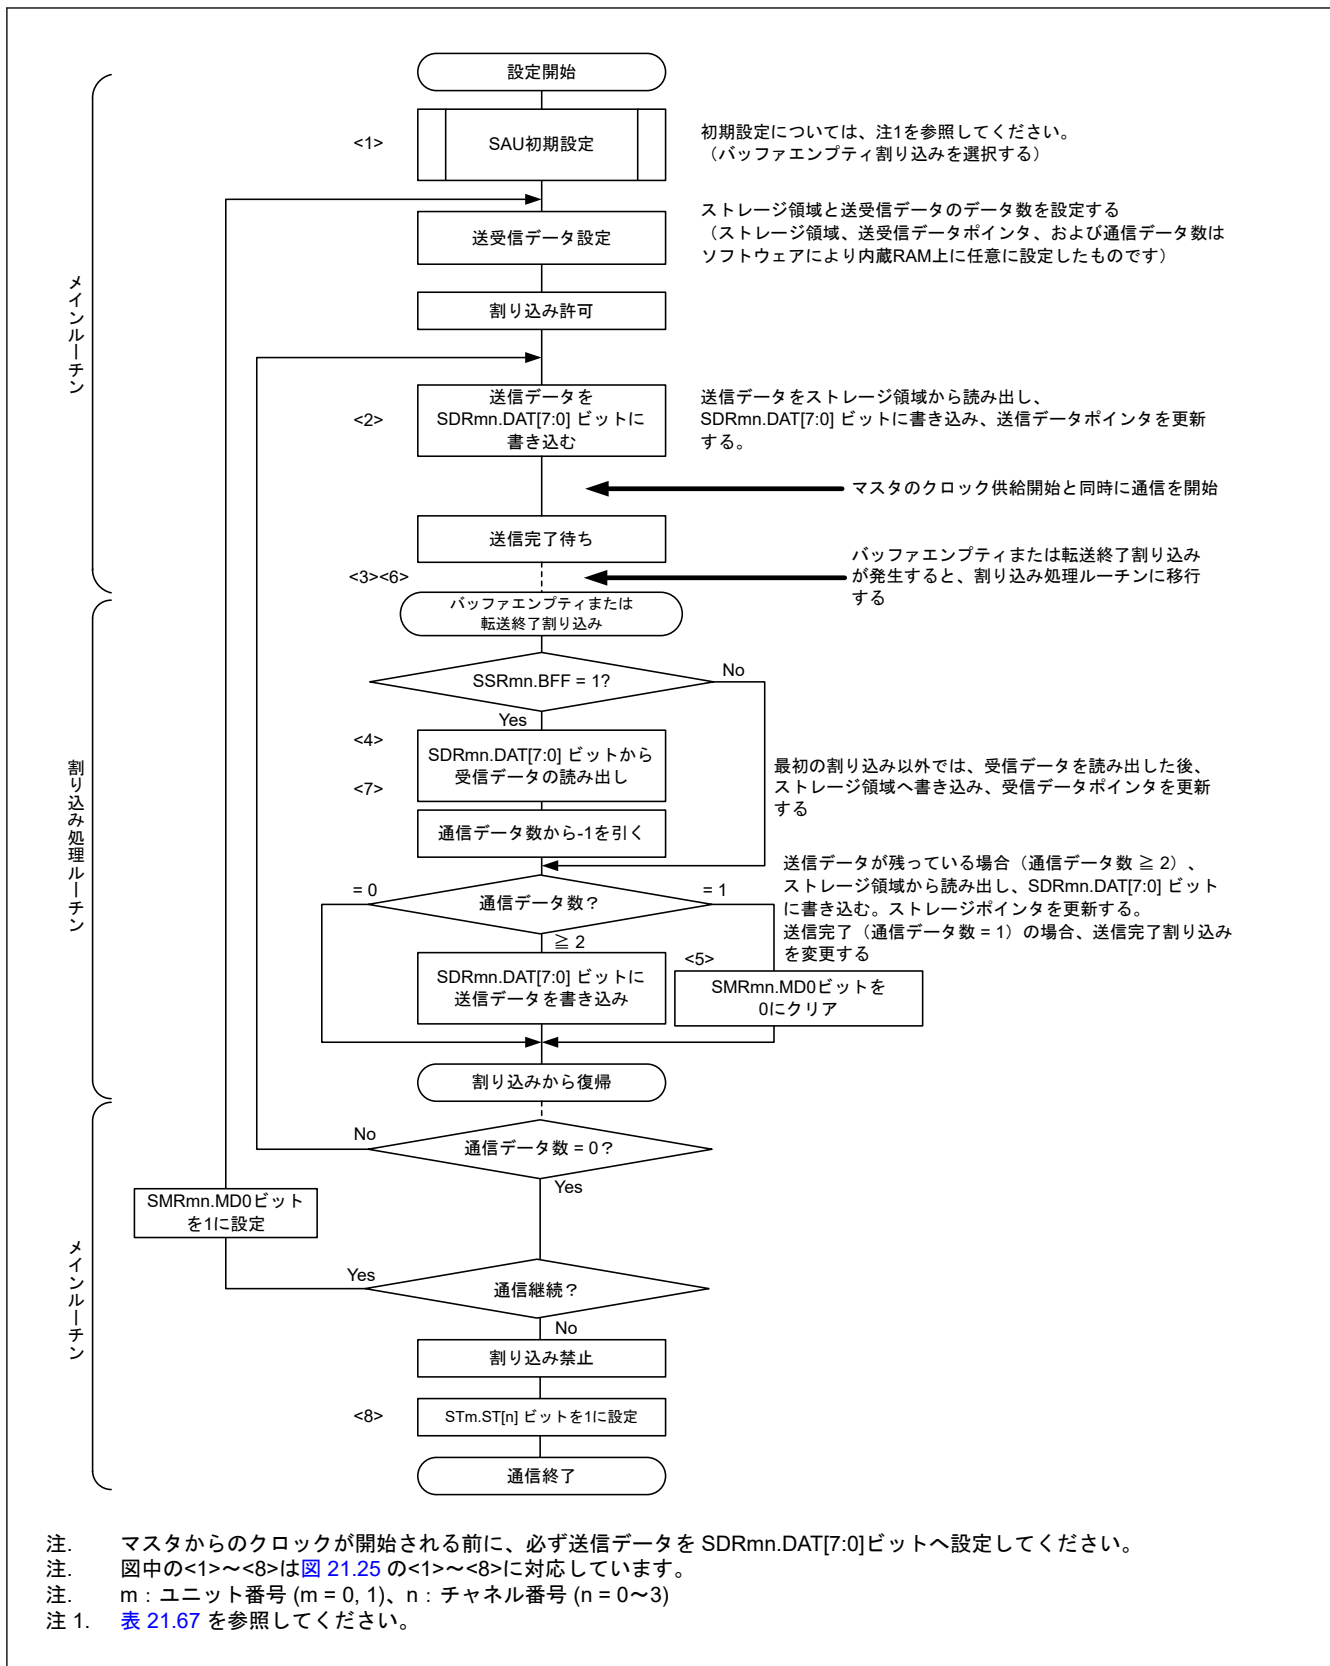 設定開始
<1>
SAU初期設定
初期設定については、注1を参照してください。
（バッファエンプティ割り込みを選択する）
送受信データ設定
ストレージ領域と送受信データのデータ数を設定する
（ストレージ領域、送受信データポインタ、および通信データ数は
ソフトウェアにより内蔵RAM上に任意に設定したものです）
メインルーチン
割り込み許可
<2>
送信データを
SDRmn.DAT[7:0] ビットに
書き込む
送信データをストレージ領域から読み出し、
SDRmn.DAT[7:0] ビットに書き込み、送信データポインタを更新
する。
マスタのクロック供給開始と同時に通信を開始
送信完了待ち
<3><6>
バッファエンプティまたは転送終了割り込み
が発生すると、割り込み処理ルーチンに移行
する
バッファエンプティまたは
転送終了割り込み
SSRmn.BFF = 1?
No
Yes
<4>
SDRmn.DAT[7:0] ビットから
受信データの読み出し
<7>
割り込み処理ルーチン
最初の割り込み以外では、受信データを読み出した後、
ストレージ領域へ書き込み、受信データポインタを更新
する
通信データ数から-1を引く
= 0
通信データ数？
= 1
≧ 2
送信データが残っている場合（通信データ数 ≧ 2）、
ストレージ領域から読み出し、SDRmn.DAT[7:0] ビット
に書き込む。ストレージポインタを更新する。
送信完了（通信データ数 = 1）の場合、送信完了割り込み
を変更する
<5>
SDRmn.DAT[7:0] ビットに
送信データを書き込み
SMRmn.MD0ビットを
0にクリア
割り込みから復帰
No
通信データ数 = 0？
Yes
SMRmn.MD0ビット
を1に設定
メインルーチン
Yes
通信継続？
No
割り込み禁止
<8>
STm.ST[n] ビットを1に設定
通信終了
注. マスタからのクロックが開始される前に、必ず送信データを SDRmn.DAT[7:0]ビットへ設定してください。
注. 図中の<1>～<8>は図 21.25 の<1>～<8>に対応しています。
注. m：ユニット番号 (m = 0, 1)、n：チャネル番号 (n = 0～3)
注 1. 表 21.67 を参照してください。